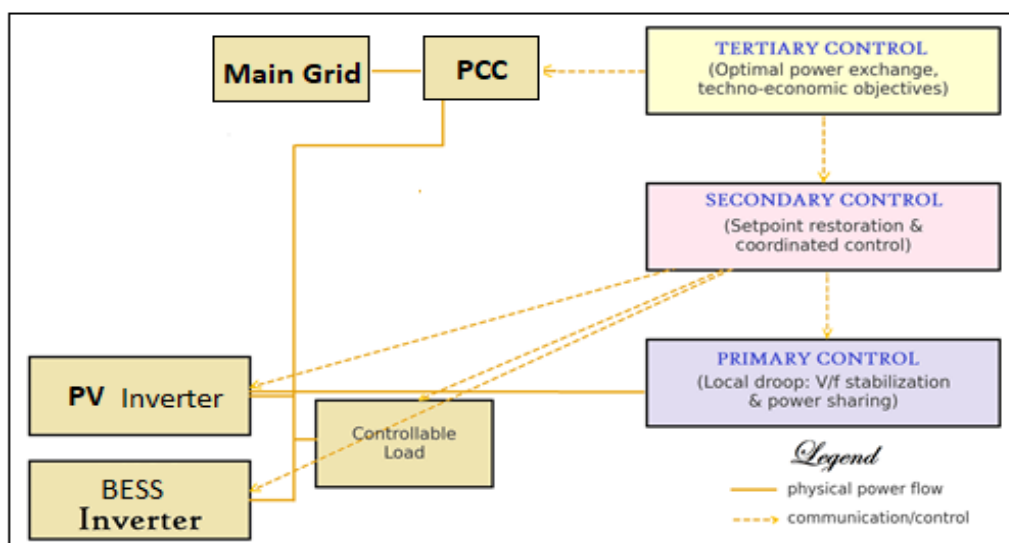 Main Grid
PCC
TERTIARY CONTROL
(Optimal power exchange,
techno-economic objectives)
SECONDARY CONTROL
(Setpoint restoration &
coordinated control)
PRIMARY CONTROL
(Local droop: V/f stabilization
& power sharing)
PV Inverter
Controllable
Load
BESS
Inverter
Legend
physical power flow
communication/control